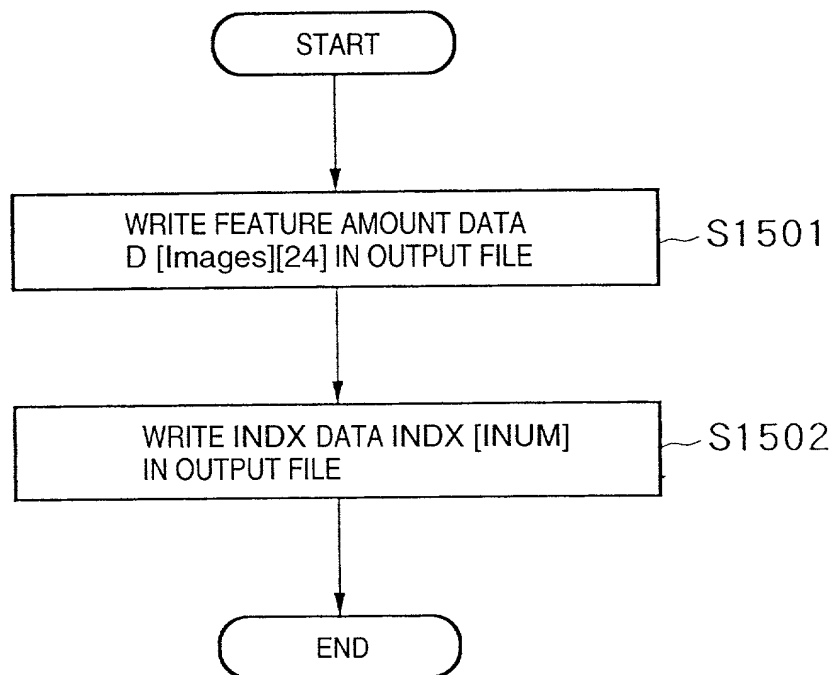 START
WRITE FEATURE AMOUNT DATA
D [Images][24] IN OUTPUT FILE
S1501
WRITE INDX DATA INDX [INUM]
IN OUTPUT FILE
S1502
END